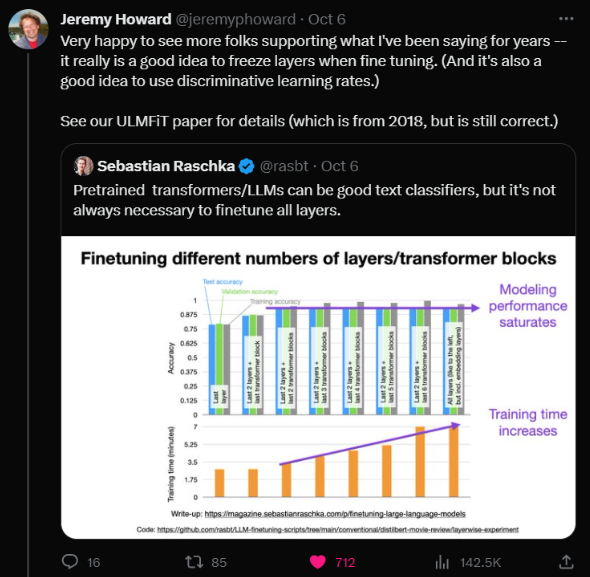 Jeremy Howard @jeremyphoward · Oct 6
Very happy to see more folks supporting what I've been saying for years --
it really is a good idea to freeze layers when fine tuning. (And it's also a
good idea to use discriminative learning rates.)
See our ULMFiT paper for details (which is from 2018, but is still correct.)
Sebastian Raschka @rasbt · Oct 6
Pretrained transformers/LLMs can be good text classifiers, but it's not
always necessary to finetune all layers.
Finetuning different numbers of layers/transformer blocks
Test accuracy
Validation accuracy
Training accuracy
Modeling
performance
saturates
Accuracy
1
0.875
0.75
0.625
0.5
0.375
0.25
0.125
0
Last
layer
Last 2 layers +
last transformer block
Last 2 layers +
last 2 transformer blocks
Last 2 layers +
last 3 transformer blocks
Last 2 layers +
last 4 transformer blocks
Last 2 layers +
last 5 transformer blocks
Last 2 layers +
last 6 transformer blocks
All layers (like to the left,
but incl. embedding layers)
Training time
increases
Training time (minutes)
7
5.25
3.5
1.75
0
Write-up: https://magazine.sebastianraschka.com/p/finetuning-large-language-models
Code: https://github.com/rasbt/LLM-finetuning-scripts/tree/main/conventional/distilbert-movie-review/layerwise-experiment
16
85
712
142.5K